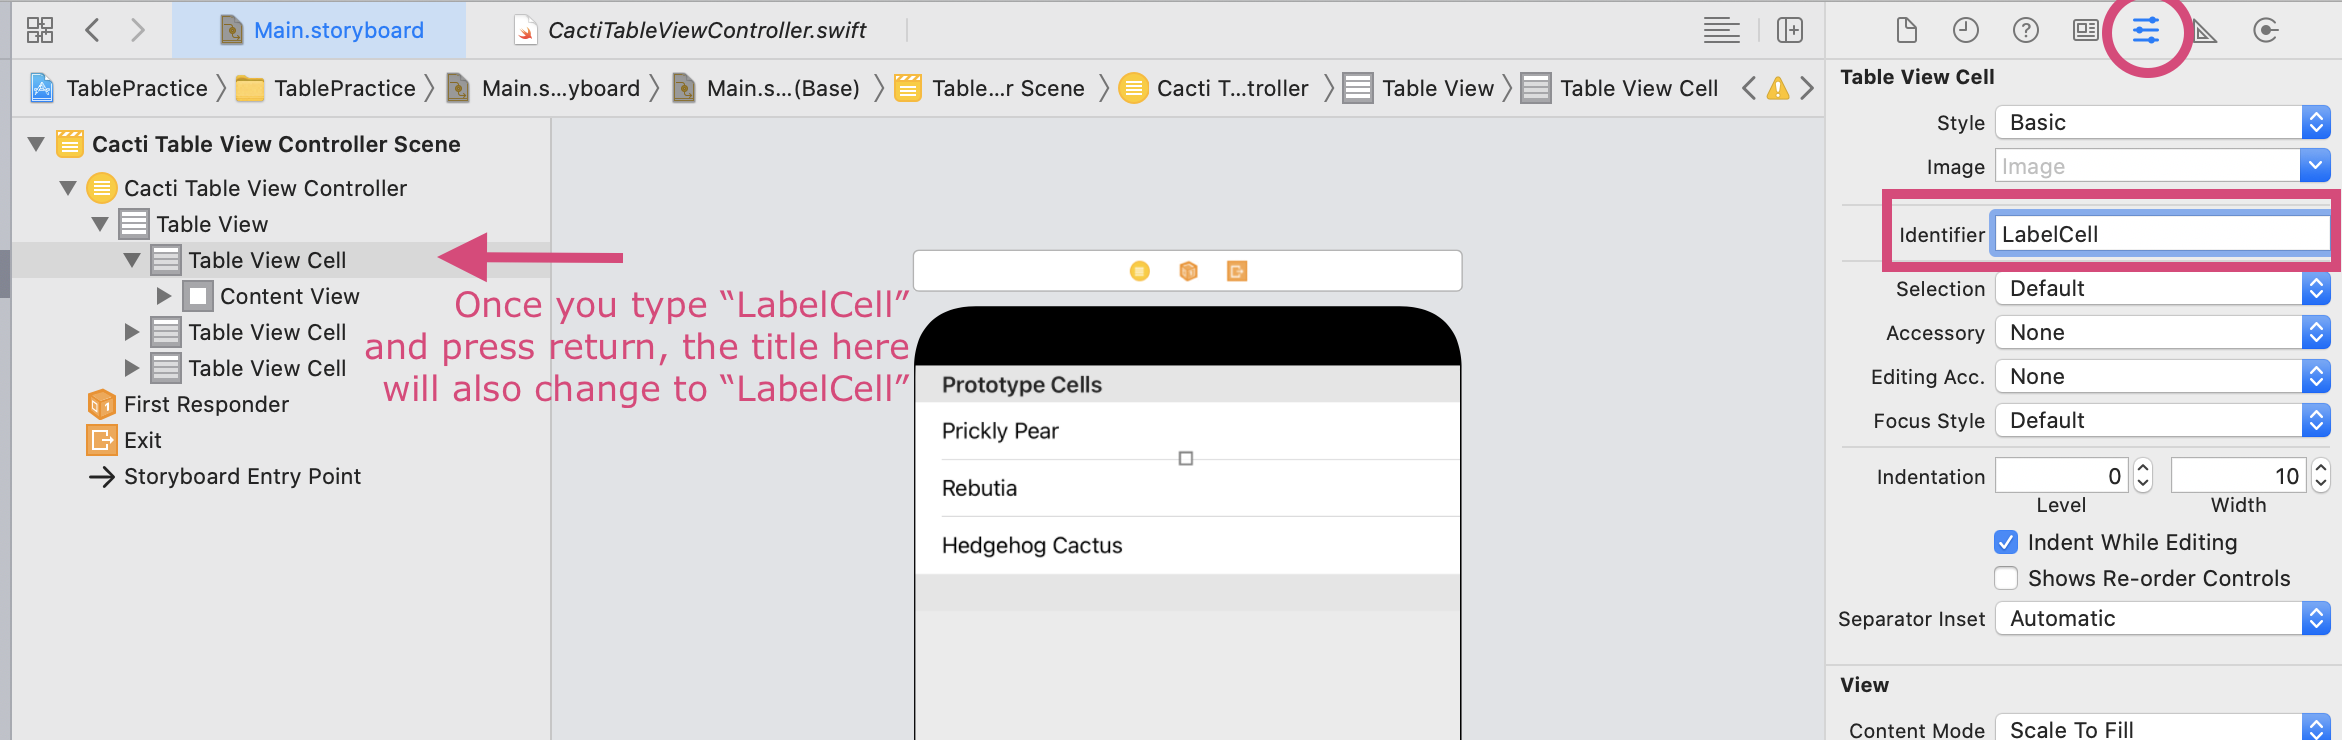 Main.storyboard
CactiTableViewController.swift
TablePractice
TablePractice
Main.s...yboard
Main.s...(Base)
Table...r Scene
Cacti T...troller
Table View
Table View Cell
Cacti Table View Controller Scene
Cacti Table View Controller
Table View
Table View Cell
Content View
Table View Cell
Table View Cell
First Responder
Exit
Storyboard Entry Point
Once you type “LabelCell”
and press return, the title here
will also change to “LabelCell”
Prototype Cells
Prickly Pear
Rebutia
Hedgehog Cactus
Table View Cell
Style Basic
Image Image
Identifier LabelCell
Selection Default
Accessory None
Editing Acc. None
Focus Style Default
Indentation 0 10
Level Width
Indent While Editing
Shows Re-order Controls
Separator Inset Automatic
View
Content Mode Scale To Fill